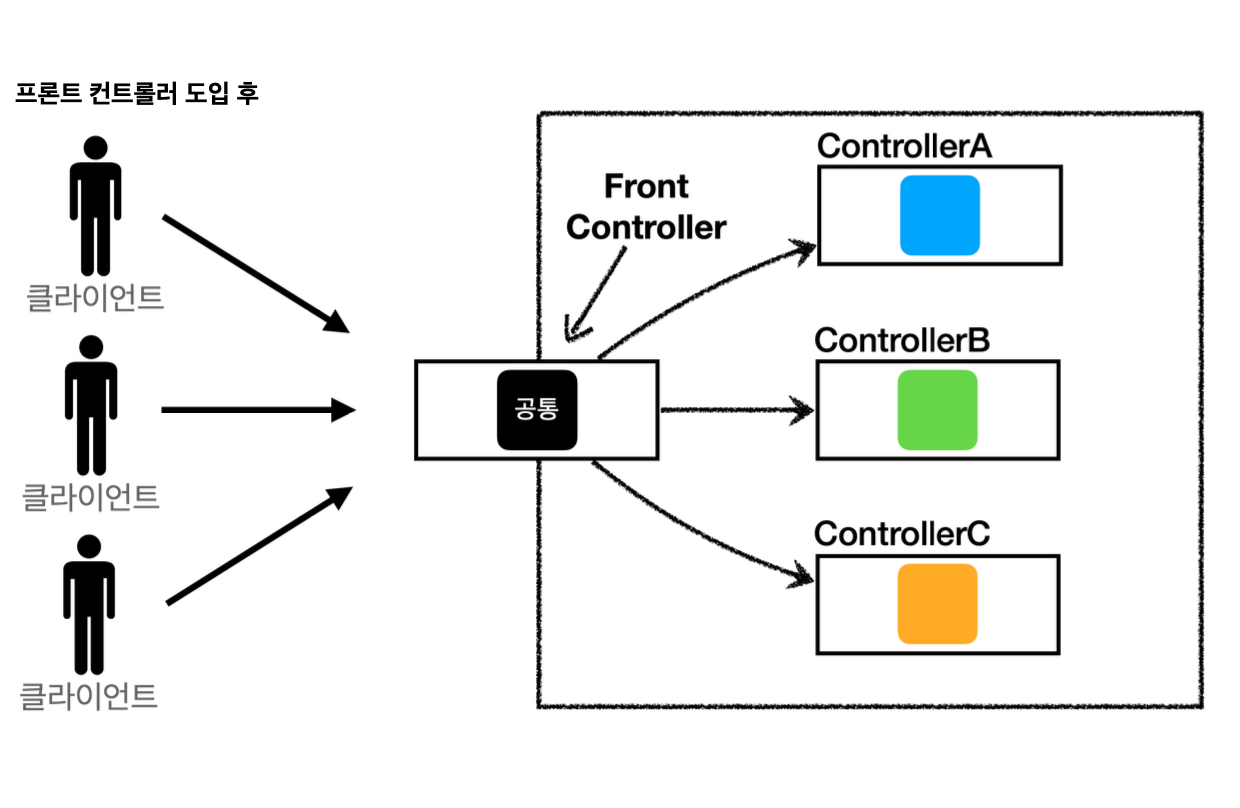 프론트 컨트롤러 도입 후
클라이언트
클라이언트
클라이언트
Front
Controller
공통
ControllerA
ControllerB
ControllerC